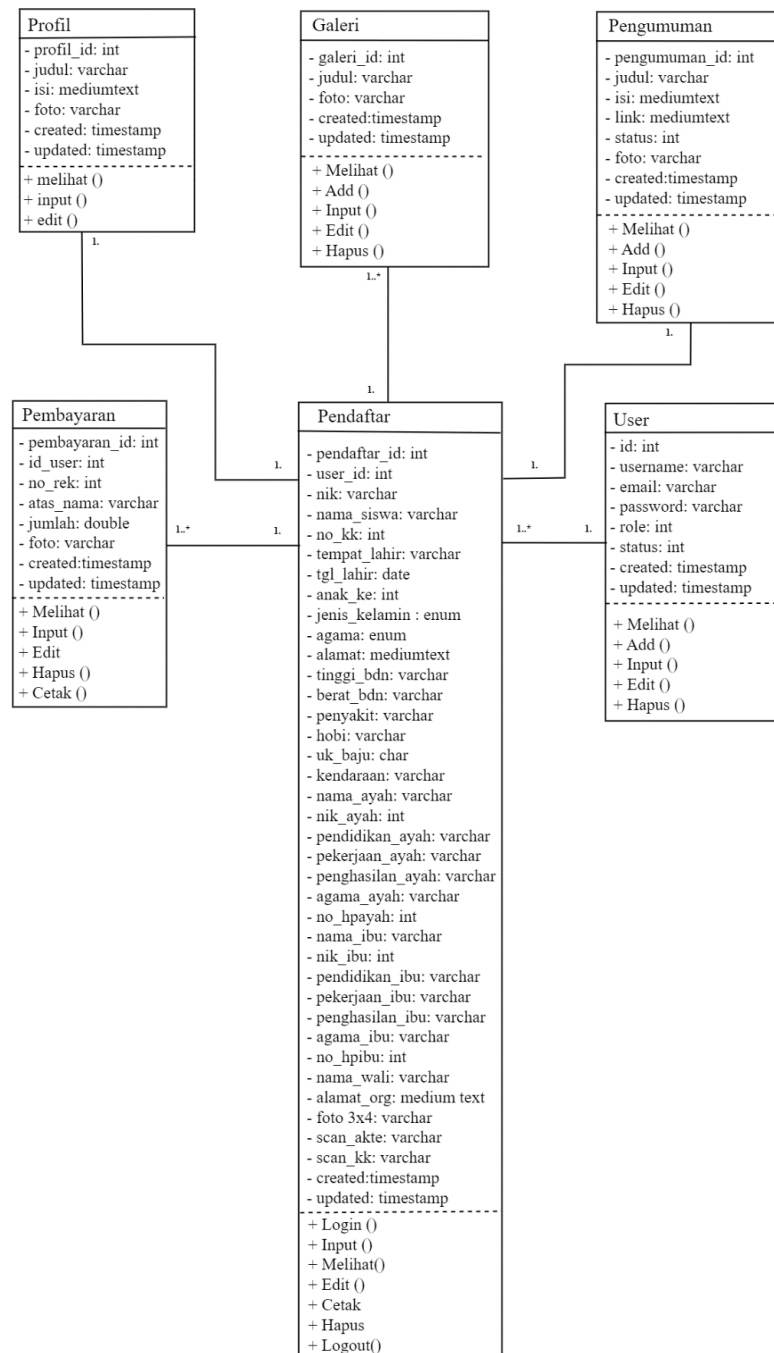 Profil
- profil_id: int
- judul: varchar
- isi: mediumtext
- foto: varchar
- created: timestamp
- updated: timestamp
+ melihat ()
+ input ()
+ edit ()
1.
Galeri
- galeri_id: int
- judul: varchar
- foto: varchar
- created:timestamp
- updated: timestamp
+ Melihat ()
+ Add ()
+ Input ()
+ Edit ()
+ Hapus ()
1..*
Pengumuman
- pengumuman_id: int
- judul: varchar
- isi: mediumtext
- link: mediumtext
- status: int
- foto: varchar
- created:timestamp
- updated: timestamp
+ Melihat ()
+ Add ()
+ Input ()
+ Edit ()
+ Hapus ()
1.
Pembayaran
- pembayaran_id: int
- id_user: int
- no_rek: int
- atas_nama: varchar
- jumlah: double
- foto: varchar
- created:timestamp
- updated: timestamp
+ Melihat ()
+ Input ()
+ Edit
+ Hapus ()
+ Cetak ()
1..*
1.
1.
1.
Pendaftar
- pendaftar_id: int
- user_id: int
- nik: varchar
- nama_siswa: varchar
- no_kk: int
- tempat_lahir: varchar
- tgl_lahir: date
- anak_ke: int
- jenis_kelamin : enum
- agama: enum
- alamat: mediumtext
- tinggi_bdn: varchar
- berat_bdn: varchar
- penyakit: varchar
- hobi: varchar
- uk_baju: char
- kendaraan: varchar
- nama_ayah: varchar
- nik_ayah: int
- pendidikan_ayah: varchar
- pekerjaan_ayah: varchar
- penghasilan_ayah: varchar
- agama_ayah: varchar
- no_hpayah: int
- nama_ibu: varchar
- nik_ibu: int
- pendidikan_ibu: varchar
- pekerjaan_ibu: varchar
- penghasilan_ibu: varchar
- agama_ibu: varchar
- no_hpibu: int
- nama_wali: varchar
- alamat_org: medium text
- foto 3x4: varchar
- scan_akte: varchar
- scan_kk: varchar
- created:timestamp
- updated: timestamp
+ Login ()
+ Input ()
+ Melihat()
+ Edit ()
+ Cetak
+ Hapus
+ Logout()
1.
1..*
1.
User
- id: int
- username: varchar
- email: varchar
- password: varchar
- role: int
- status: int
- created: timestamp
- updated: timestamp
+ Melihat ()
+ Add ()
+ Input ()
+ Edit ()
+ Hapus ()